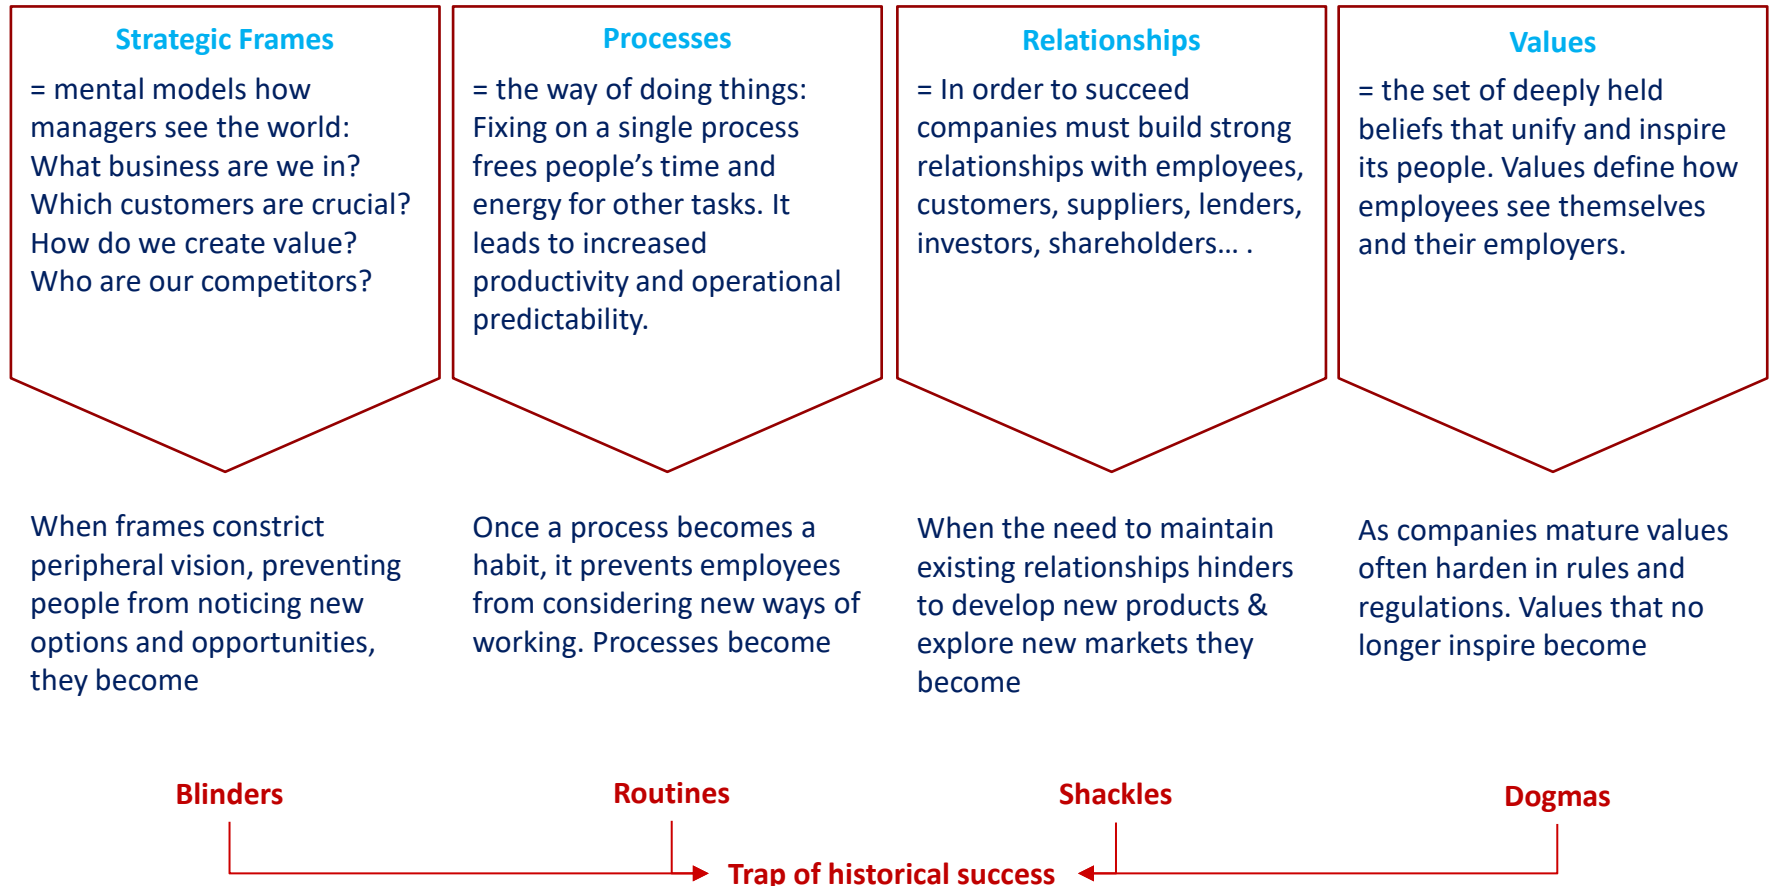 Strategic Frames
= mental models how
managers see the world:
What business are we in?
Which customers are crucial?
How do we create value?
Who are our competitors?
Processes
= the way of doing things:
Fixing on a single process
frees people’s time and
energy for other tasks. It
leads to increased
productivity and operational
predictability.
Relationships
= In order to succeed
companies must build strong
relationships with employees,
customers, suppliers, lenders,
investors, shareholders… .
Values
= the set of deeply held
beliefs that unify and inspire
its people. Values define how
employees see themselves
and their employers.
When frames constrict
peripheral vision, preventing
people from noticing new
options and opportunities,
they become
Once a process becomes a
habit, it prevents employees
from considering new ways of
working. Processes become
When the need to maintain
existing relationships hinders
to develop new products &
explore new markets they
become
As companies mature values
often harden in rules and
regulations. Values that no
longer inspire become
Blinders
Routines
Shackles
Dogmas
Trap of historical success